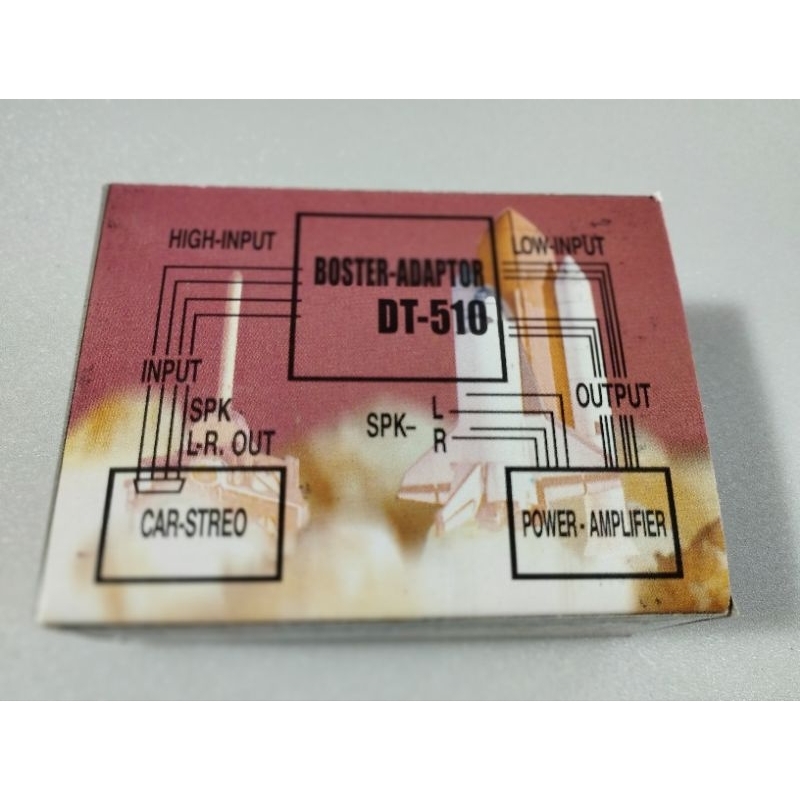 HIGH-INPUT
LOW-INPUT
BOSTER-ADAPTOR
DT-510
INPUT
OUTPUT
SPK
L-R. OUT
SPK-
L
R
CAR-STREO
POWER-AMPLIFIER